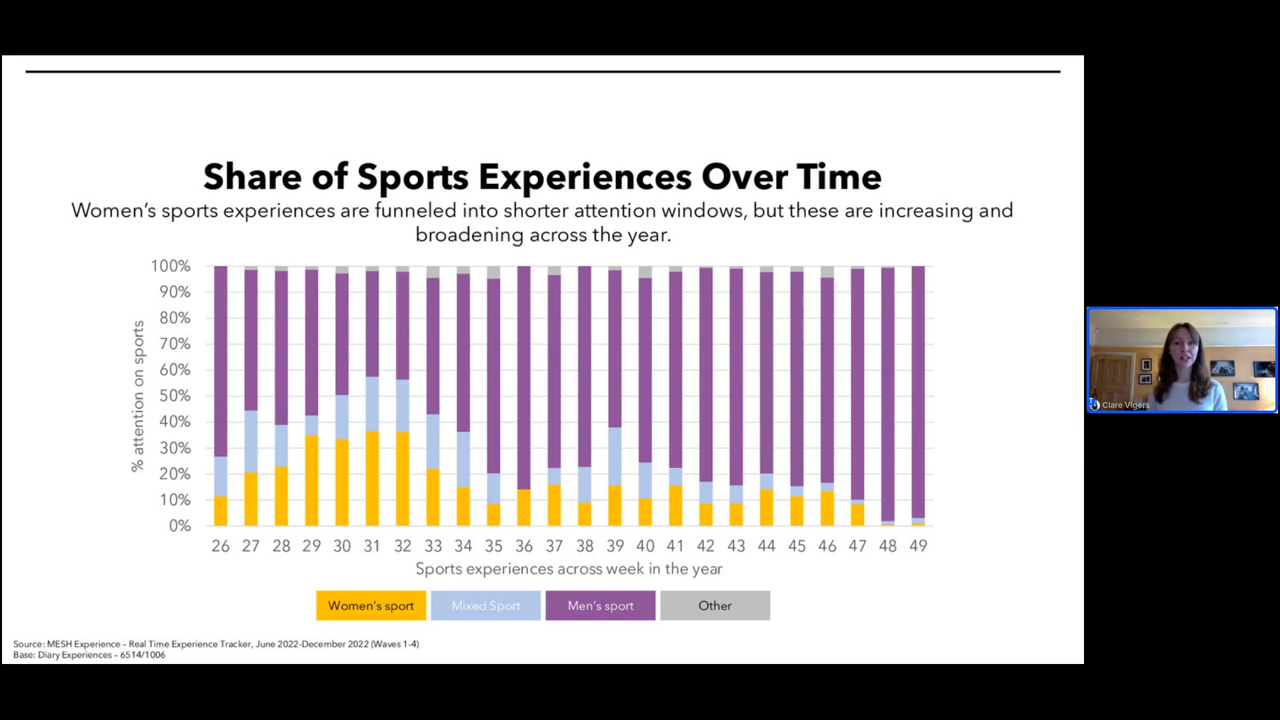 Share of Sports Experiences Over Time
Women's sports experiences are funneled into shorter attention windows, but these are increasing and
broadening across the year.
100%
90%
80%
70%
60%
50%
40%
30%
20%
10%
0%
% attention on sports
26 27 28 29 30 31 32 33 34 35 36 37 38 39 40 41 42 43 44 45 46 47 48 49
Sports experiences across week in the year
Women's sport Mixed Sport Men's sport Other
Source: MESH Experience – Real Time Experience Tracker, June 2022-December 2022 (Waves 1-4)
Base: Diary Experiences – 6514/1006
Clare Vigers